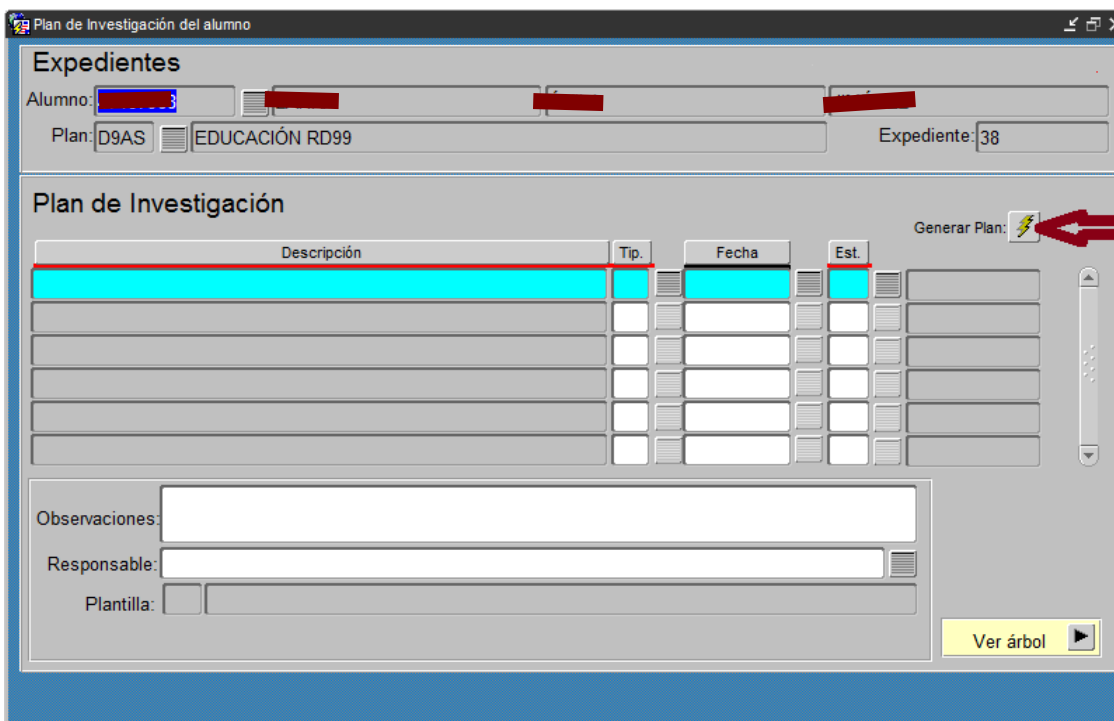 Plan de Investigación del alumno
Expedientes
Alumno:
Plan: D9AS EDUCACIÓN RD99 Expediente: 38
Plan de Investigación
Generar Plan:
Descripción Tip. Fecha Est.
Observaciones:
Responsable:
Plantilla:
Ver árbol